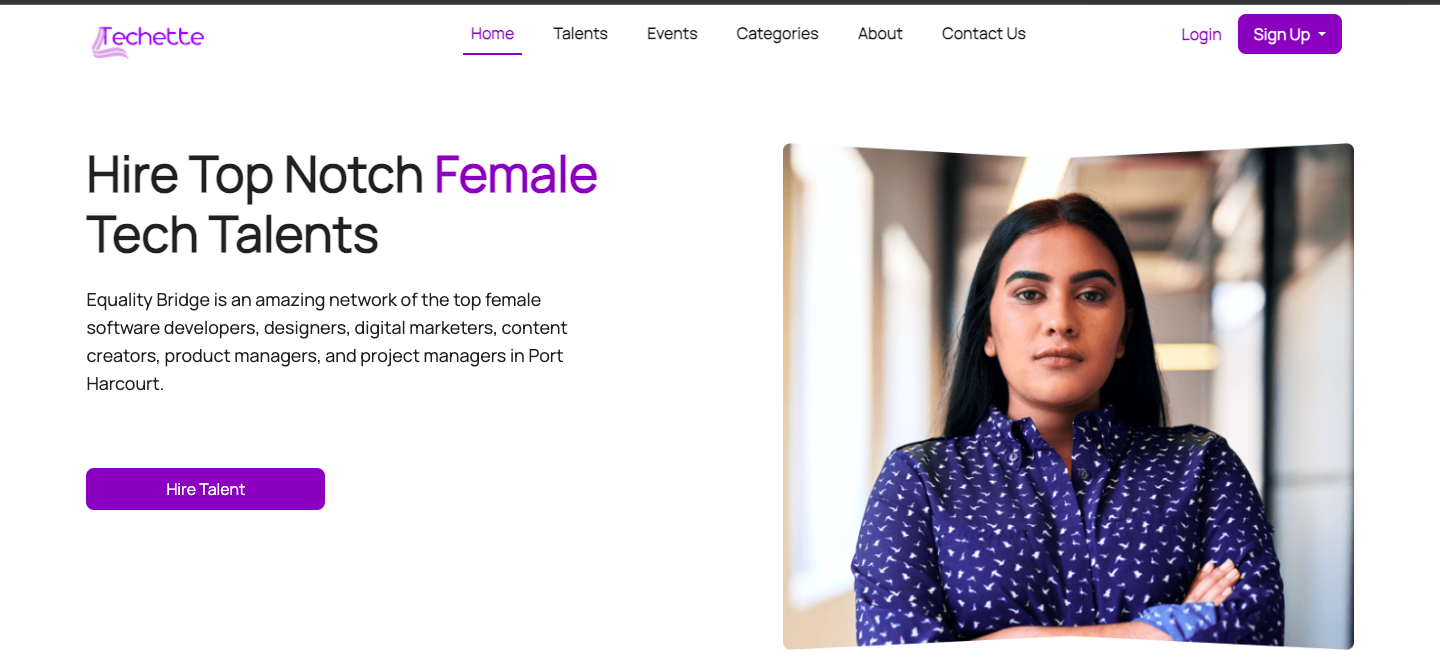 Techette
Home
Talents
Events
Categories
About
Contact Us
Login
Sign Up
Hire Top Notch Female
Tech Talents
Equality Bridge is an amazing network of the top female
software developers, designers, digital marketers, content
creators, product managers, and project managers in Port
Harcourt.
Hire Talent